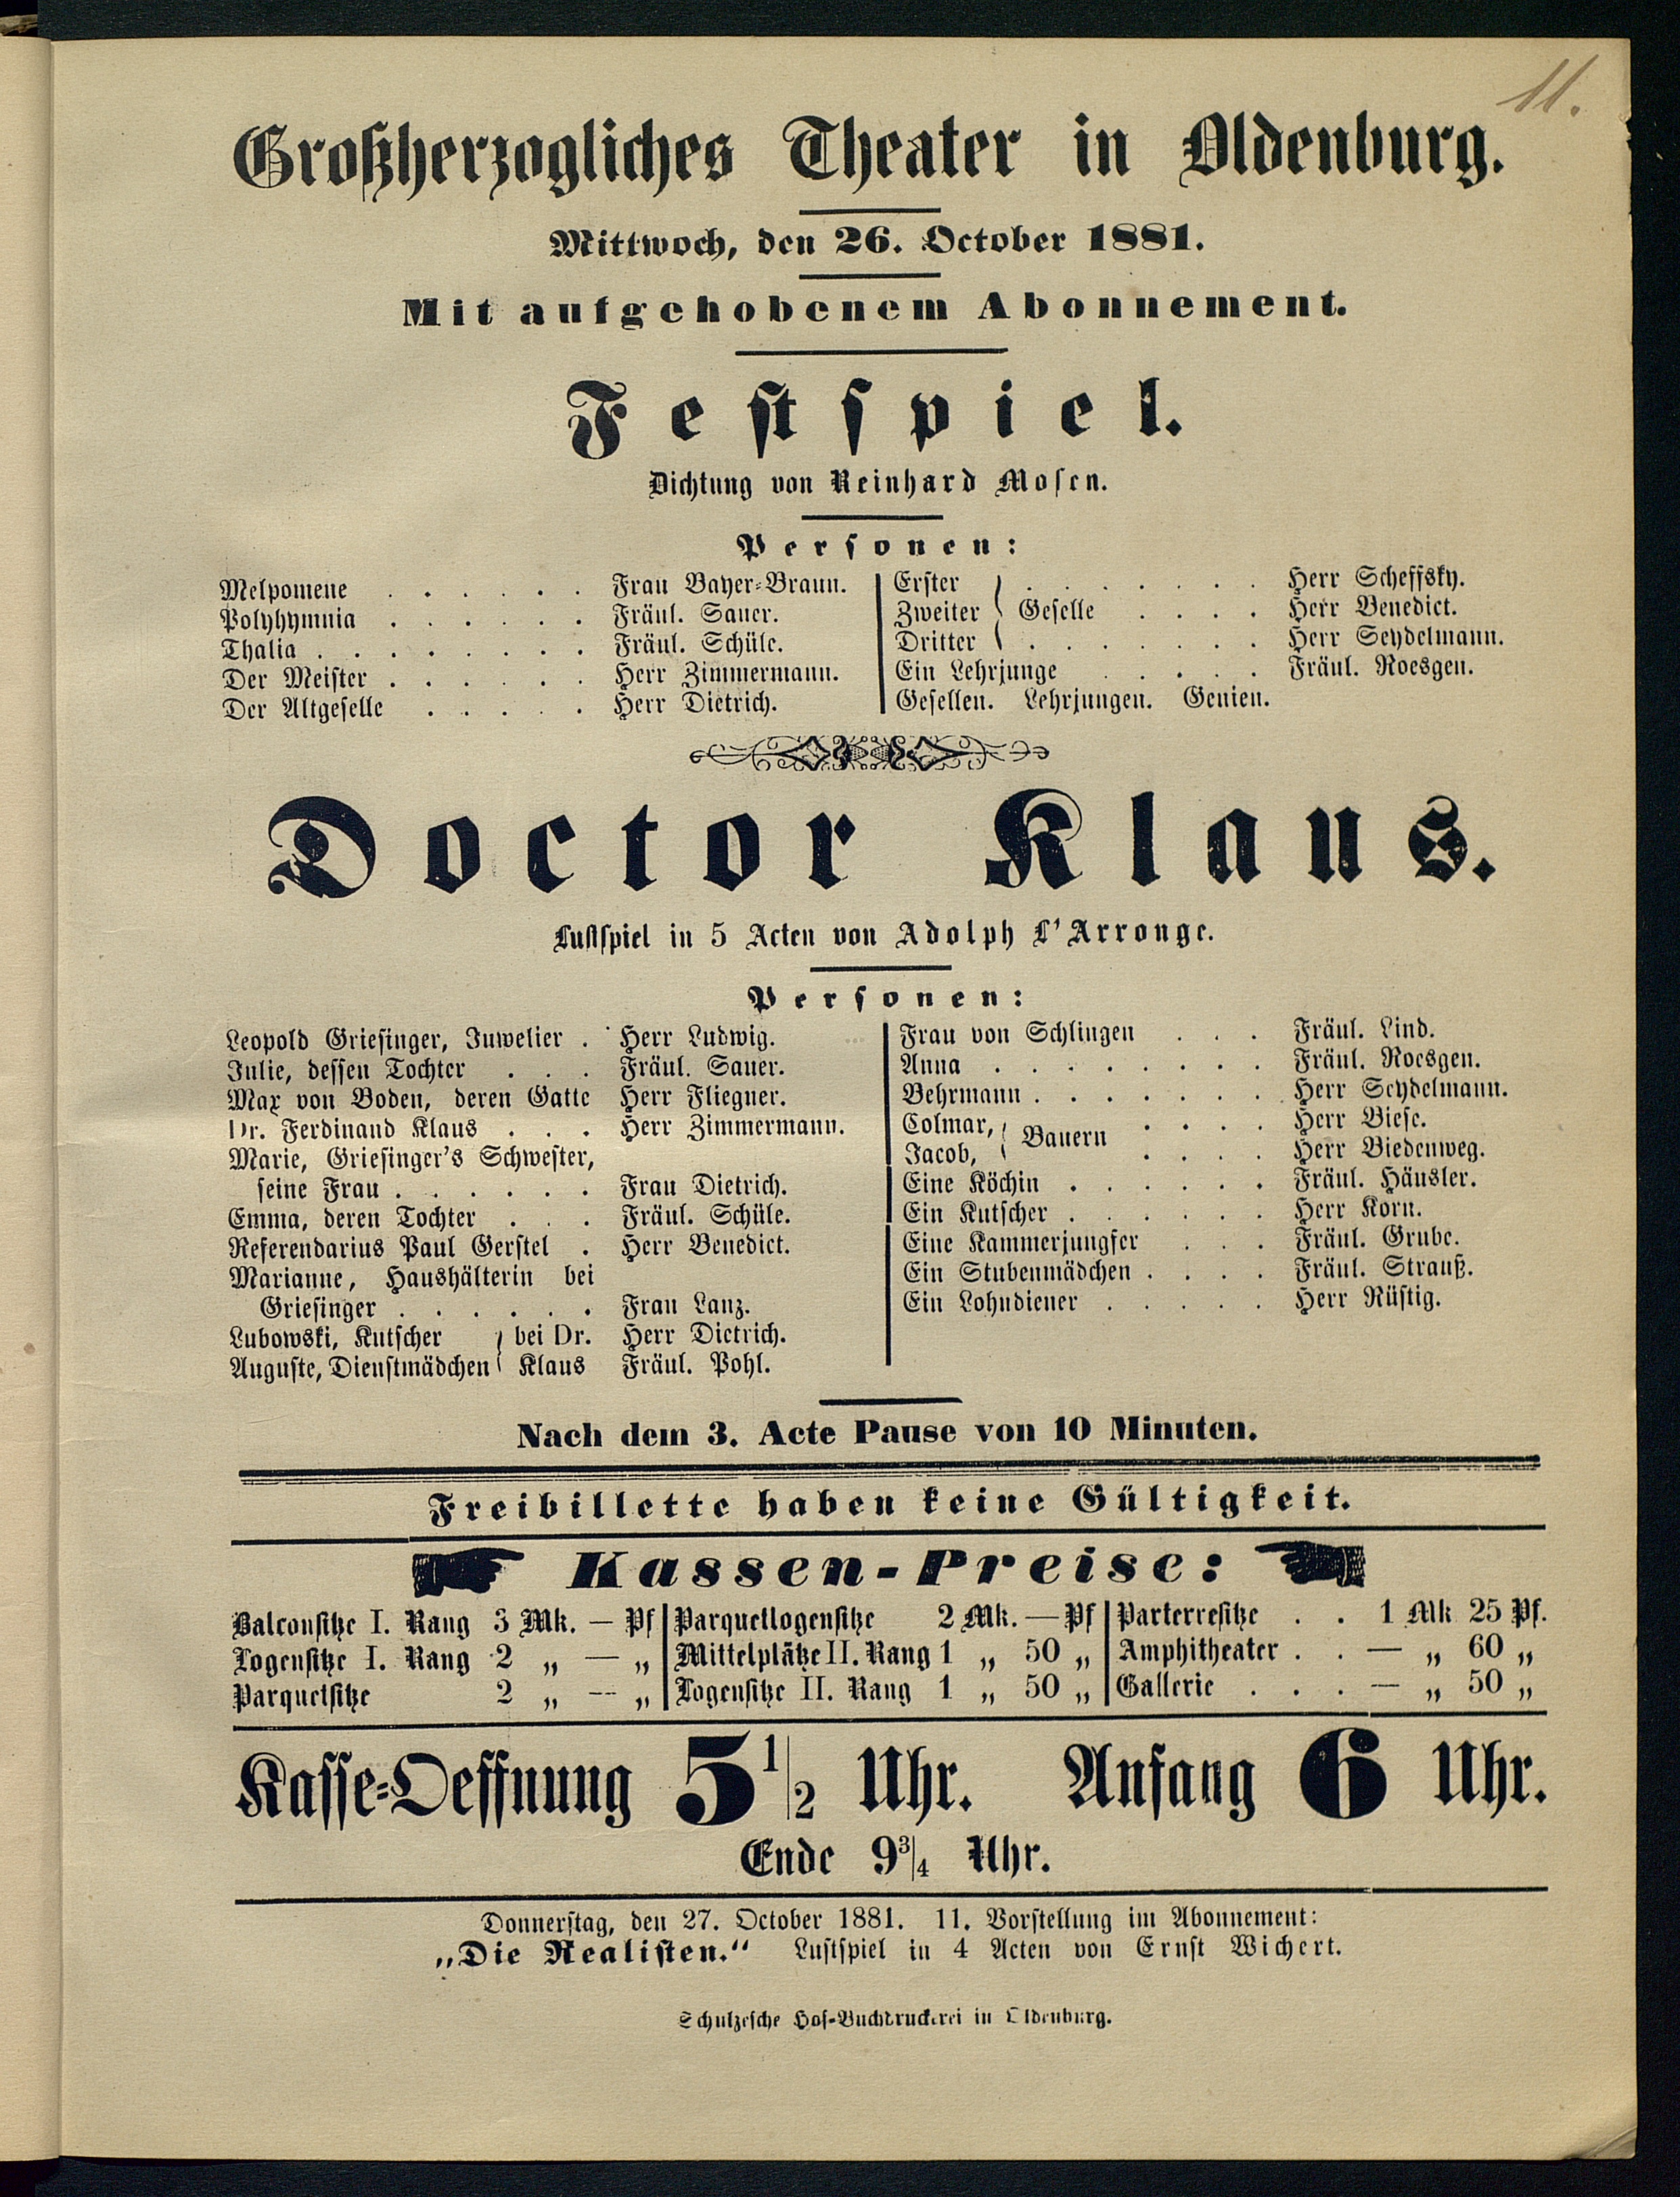 11.
Großherzogliches Theater in Oldenburg.
Mittwoch, den 26. October 1881.
Mit aufgehobenem Abonnement.
Festspiel.
Dichtung von Reinhard Mosen.
Personen:
Melpomene . . . . . . Frau Bayer-Braun.
Polyhymnia . . . . . . Fräul. Sauer.
Thalia . . . . . . . . Fräul. Schüle.
Der Meister . . . . . . Herr Zimmermann.
Der Altgeselle . . . . . Herr Dietrich.
Erster . . . . . . . Herr Scheffsky.
Zweiter Geselle . . . . Herr Benedict.
Dritter . . . . . . . Herr Seydelmann.
Ein Lehrjunge . . . . . Fräul. Roesgen.
Gesellen. Lehrjungen. Genien.
Doctor Klaus.
Lustspiel in 5 Acten von Adolph L'Arronge.
Personen:
Leopold Griesinger, Juwelier . Herr Ludwig.
Julie, dessen Tochter . . . Fräul. Sauer.
Max von Boden, deren Gatte Herr Fliegner.
Dr. Ferdinand Klaus . . . Herr Zimmermann.
Marie, Griesinger's Schwester,
seine Frau . . . . . . Frau Dietrich.
Emma, deren Tochter . . . Fräul. Schüle.
Referendarius Paul Gerstel . Herr Benedict.
Marianne, Haushälterin bei
Griesinger . . . . . . Frau Lanz.
Lubowski, Kutscher bei Dr. Herr Dietrich.
Auguste, Dienstmädchen Klaus Fräul. Pohl.
Frau von Schlingen . . . Fräul. Lind.
Anna . . . . . . . . Fräul. Roesgen.
Behrmann . . . . . . . Herr Seydelmann.
Colmar, Bauern . . . . Herr Biese.
Jacob, . . . . Herr Biedenweg.
Eine Köchin . . . . . . Fräul. Häusler.
Ein Kutscher . . . . . . Herr Korn.
Eine Kammerjungfer . . . Fräul. Grube.
Ein Stubenmädchen . . . . Fräul. Strauß.
Ein Lohndiener . . . . . Herr Rüstig.
Nach dem 3. Acte Pause von 10 Minuten.
Freibillette haben keine Gültigkeit.
Kassen-Preise:
Balconsitze I. Rang 3 Mk. — Pf
Logensitze I. Rang 2 „ — „
Parquetsitze 2 „ — „
Parquetlogensitze 2 Mk. — Pf
Mittelplätze II. Rang 1 „ 50 „
Logensitze II. Rang 1 „ 50 „
Parterresitze . . 1 Mk 25 Pf.
Amphitheater . . — „ 60 „
Gallerie . . . — „ 50 „
Kasse-Oeffnung 5 1/2 Uhr. Anfang 6 Uhr.
Ende 9 3/4 Uhr.
Donnerstag, den 27. October 1881. 11. Vorstellung im Abonnement:
„Die Realisten.“ Lustspiel in 4 Acten von Ernst Wichert.
Schulzesche Hof-Buchdruckerei in Oldenburg.